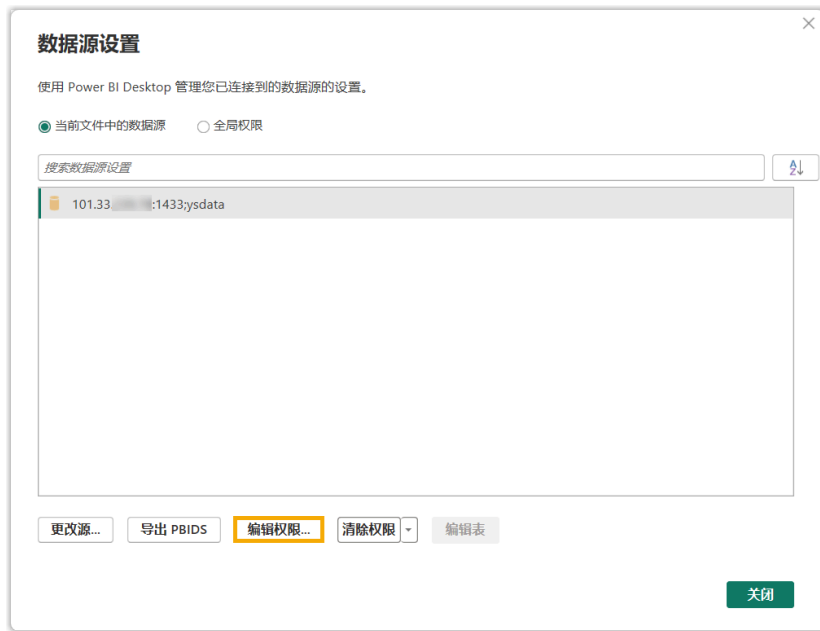 数据源设置
使用 Power BI Desktop 管理您已连接到的数据源的设置。
当前文件中的数据源 全局权限
搜索数据源设置
101.33 :1433;ysdata
更改源... 导出 PBIDS 编辑权限... 清除权限 编辑表
关闭